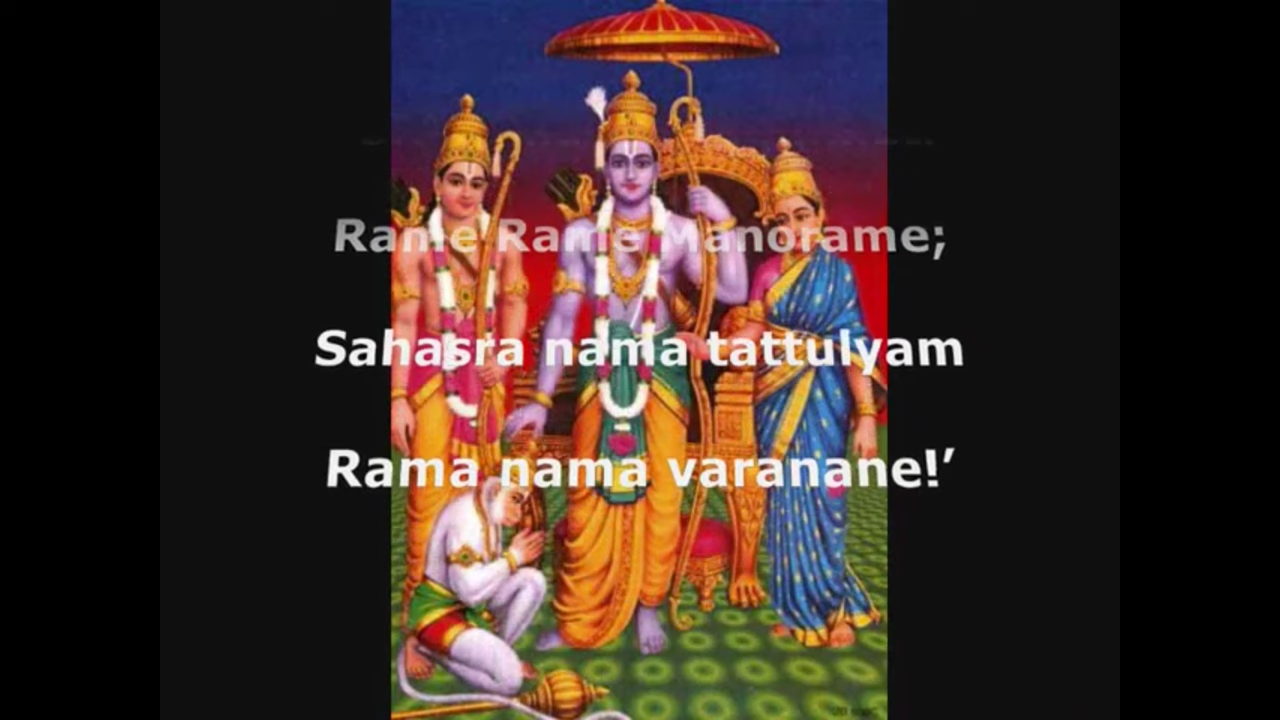 Rame Rame Manorame;
Sahasra nama tattulyam
Rama nama varanane!’